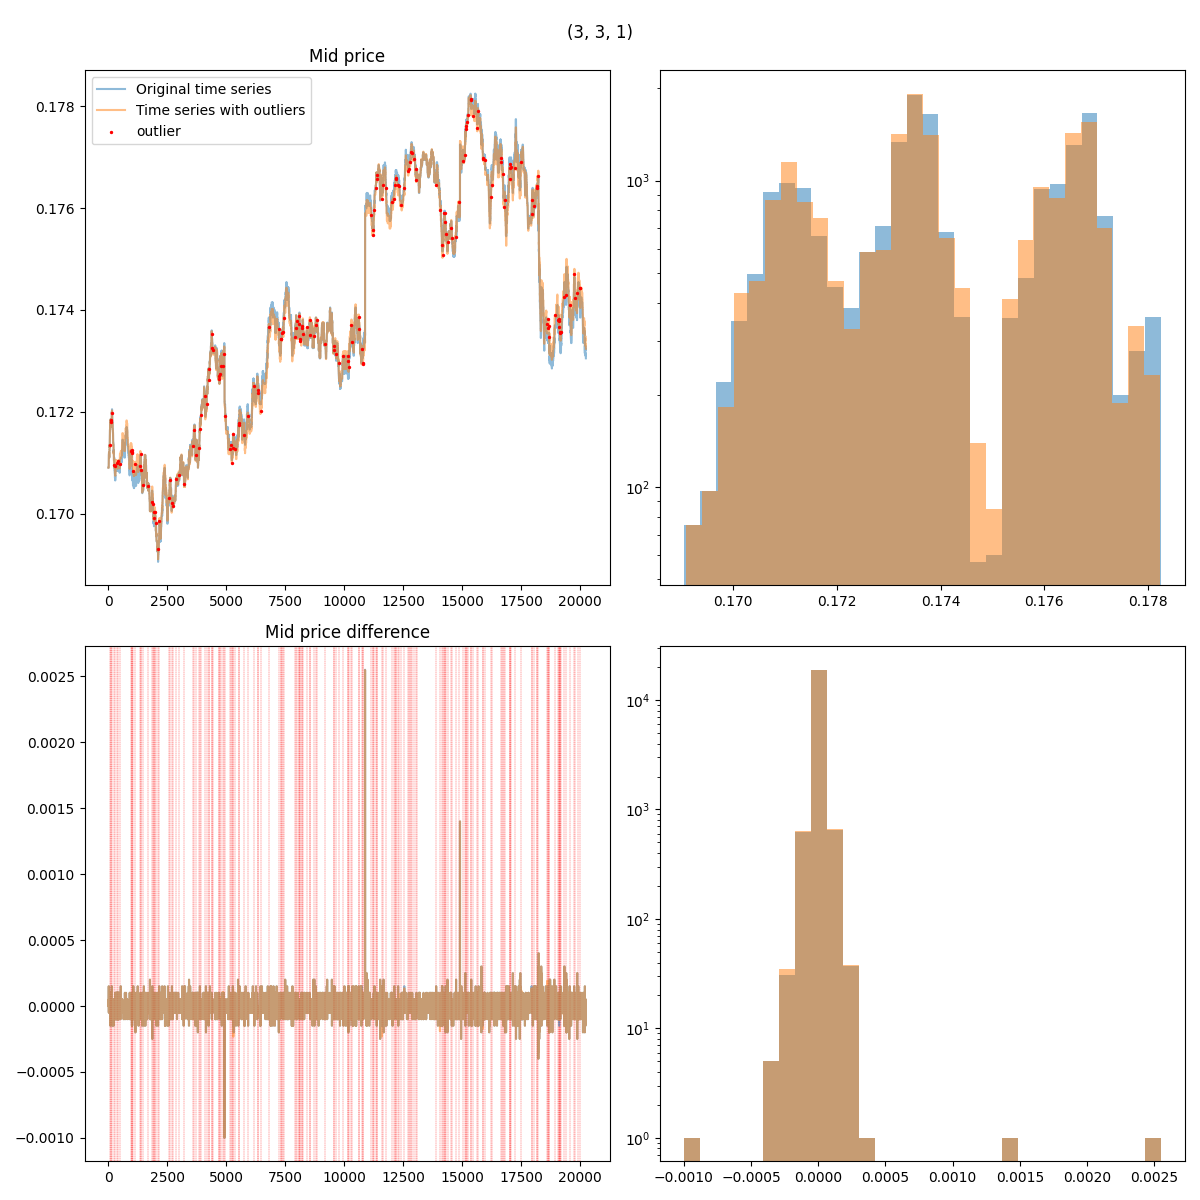 (3, 3, 1)
Mid price
Original time series
Time series with outliers
outlier
0.178
0.176
0.174
0.172
0.170
0 2500 5000 7500 10000 12500 15000 17500 20000
10³
10²
0.170 0.172 0.174 0.176 0.178
Mid price difference
0.0025
0.0020
0.0015
0.0010
0.0005
0.0000
−0.0005
−0.0010
0 2500 5000 7500 10000 12500 15000 17500 20000
10⁴
10³
10²
10¹
10⁰
−0.0010 −0.0005 0.0000 0.0005 0.0010 0.0015 0.0020 0.0025